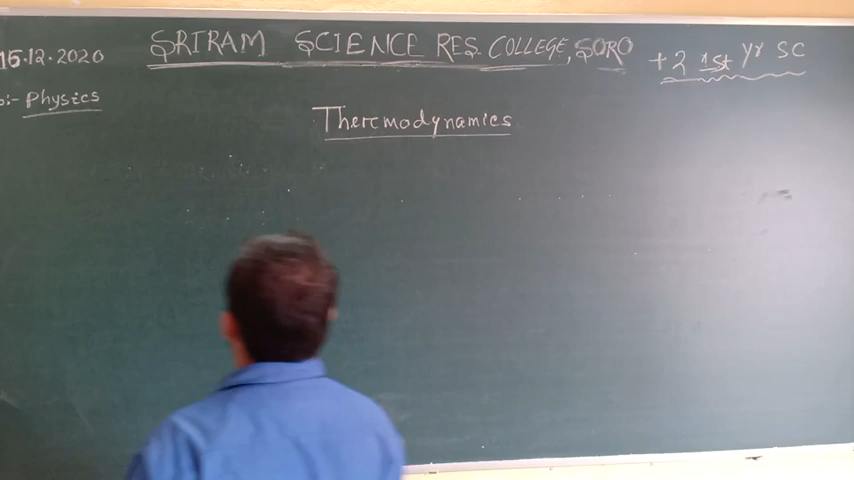 15.12.2020 SRIRAM SCIENCE RES. COLLEGE, SORO +2 1st yr SC
:- Physics
Thermodynamics